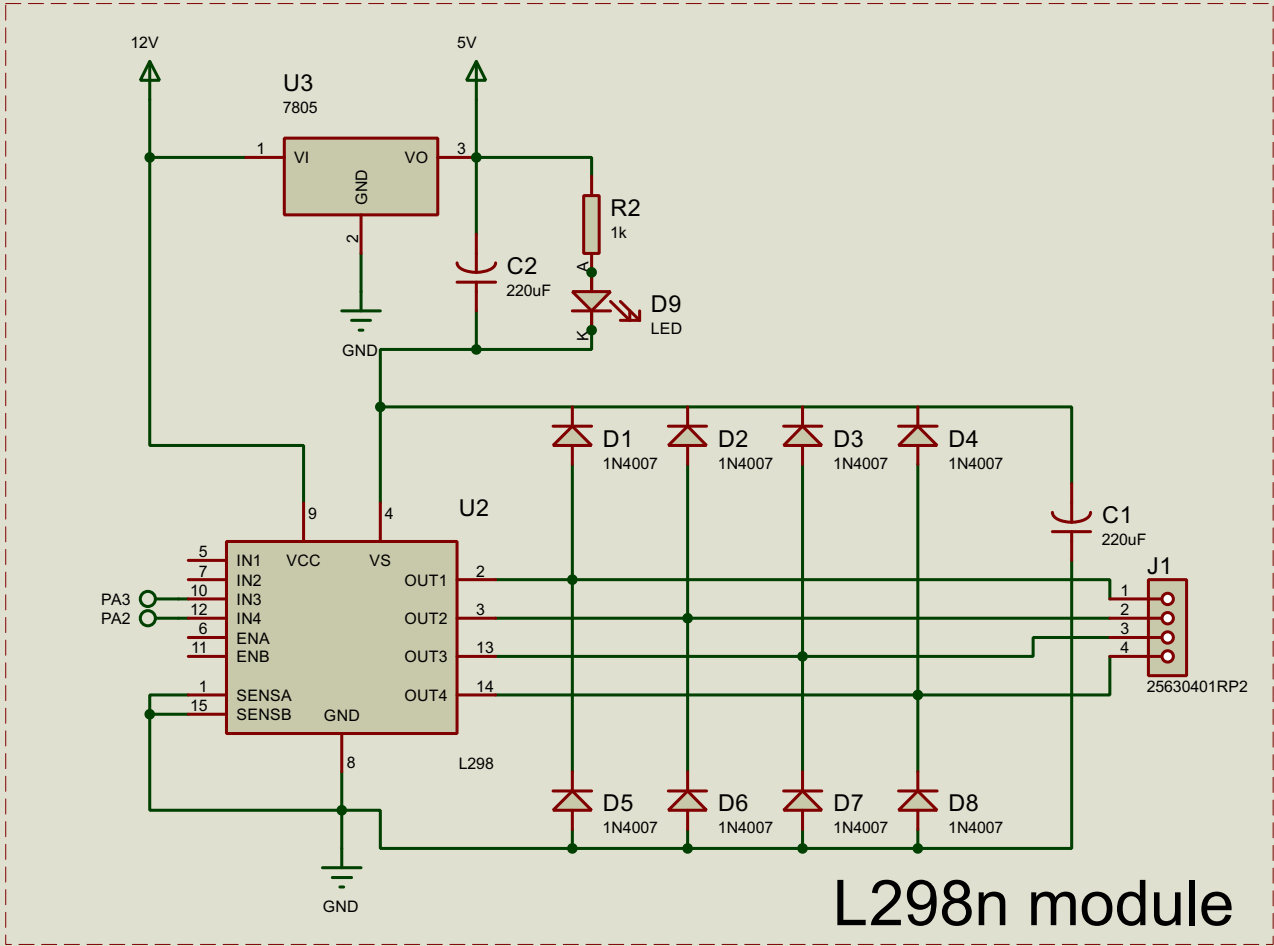 12V
5V
U3
7805
1
VI
VO
3
GND
2
R2
1k
A
C2
220uF
D9
LED
K
GND
D1
1N4007
D2
1N4007
D3
1N4007
D4
1N4007
U2
9
4
C1
220uF
J1
5
IN1
VCC
VS
7
IN2
OUT1
2
1
PA3
10
IN3
2
PA2
12
IN4
OUT2
3
3
6
ENA
4
11
ENB
OUT3
13
1
SENSA
OUT4
14
25630401RP2
15
SENSB
GND
8
L298
D5
1N4007
D6
1N4007
D7
1N4007
D8
1N4007
GND
L298n module